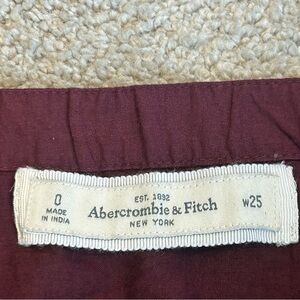 0
MADE
IN INDIA
EST. 1892
Abercrombie & Fitch
NEW YORK
W25